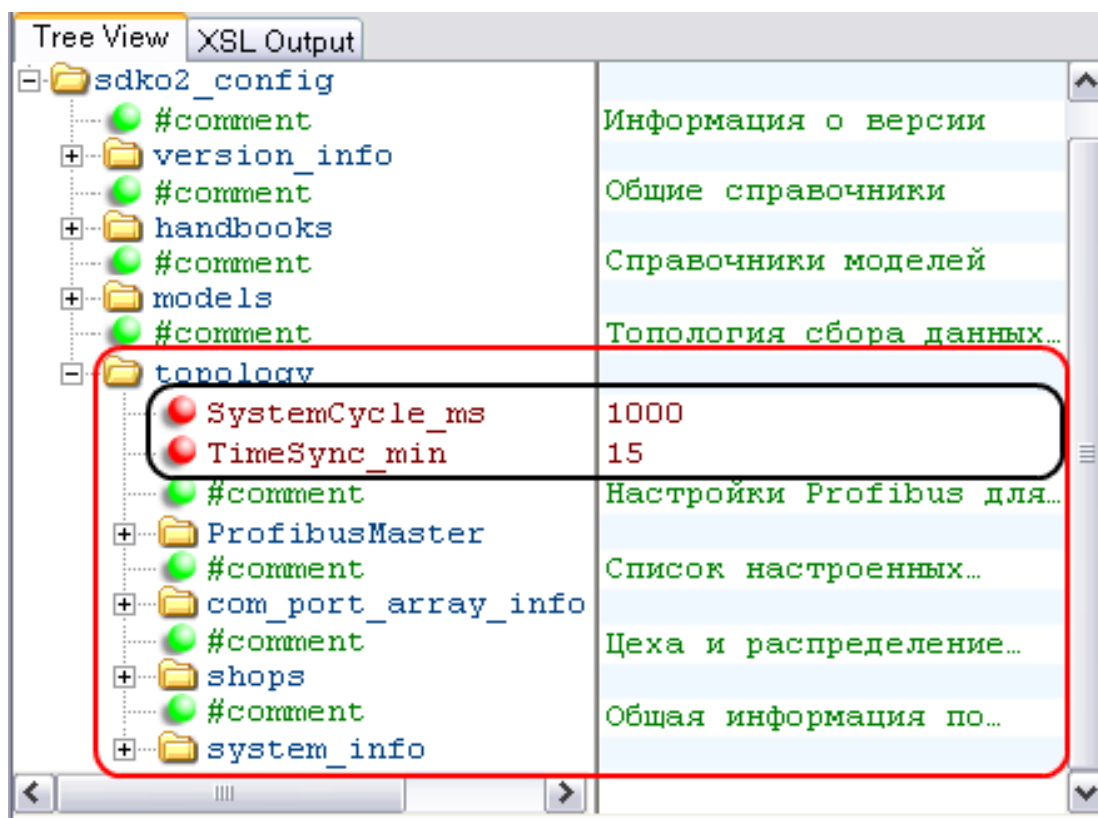 Tree View XSL Output
sdko2_config
#comment Информация о версии
version_info
#comment Общие справочники
handbooks
#comment Справочники моделей
models
#comment Топология сбора данных…
topology
SystemCycle_ms 1000
TimeSync_min 15
#comment Настройки Profibus для…
ProfibusMaster
#comment Список настроенных…
com_port_array_info
#comment Цеха и распределение…
shops
#comment Общая информация по…
system_info